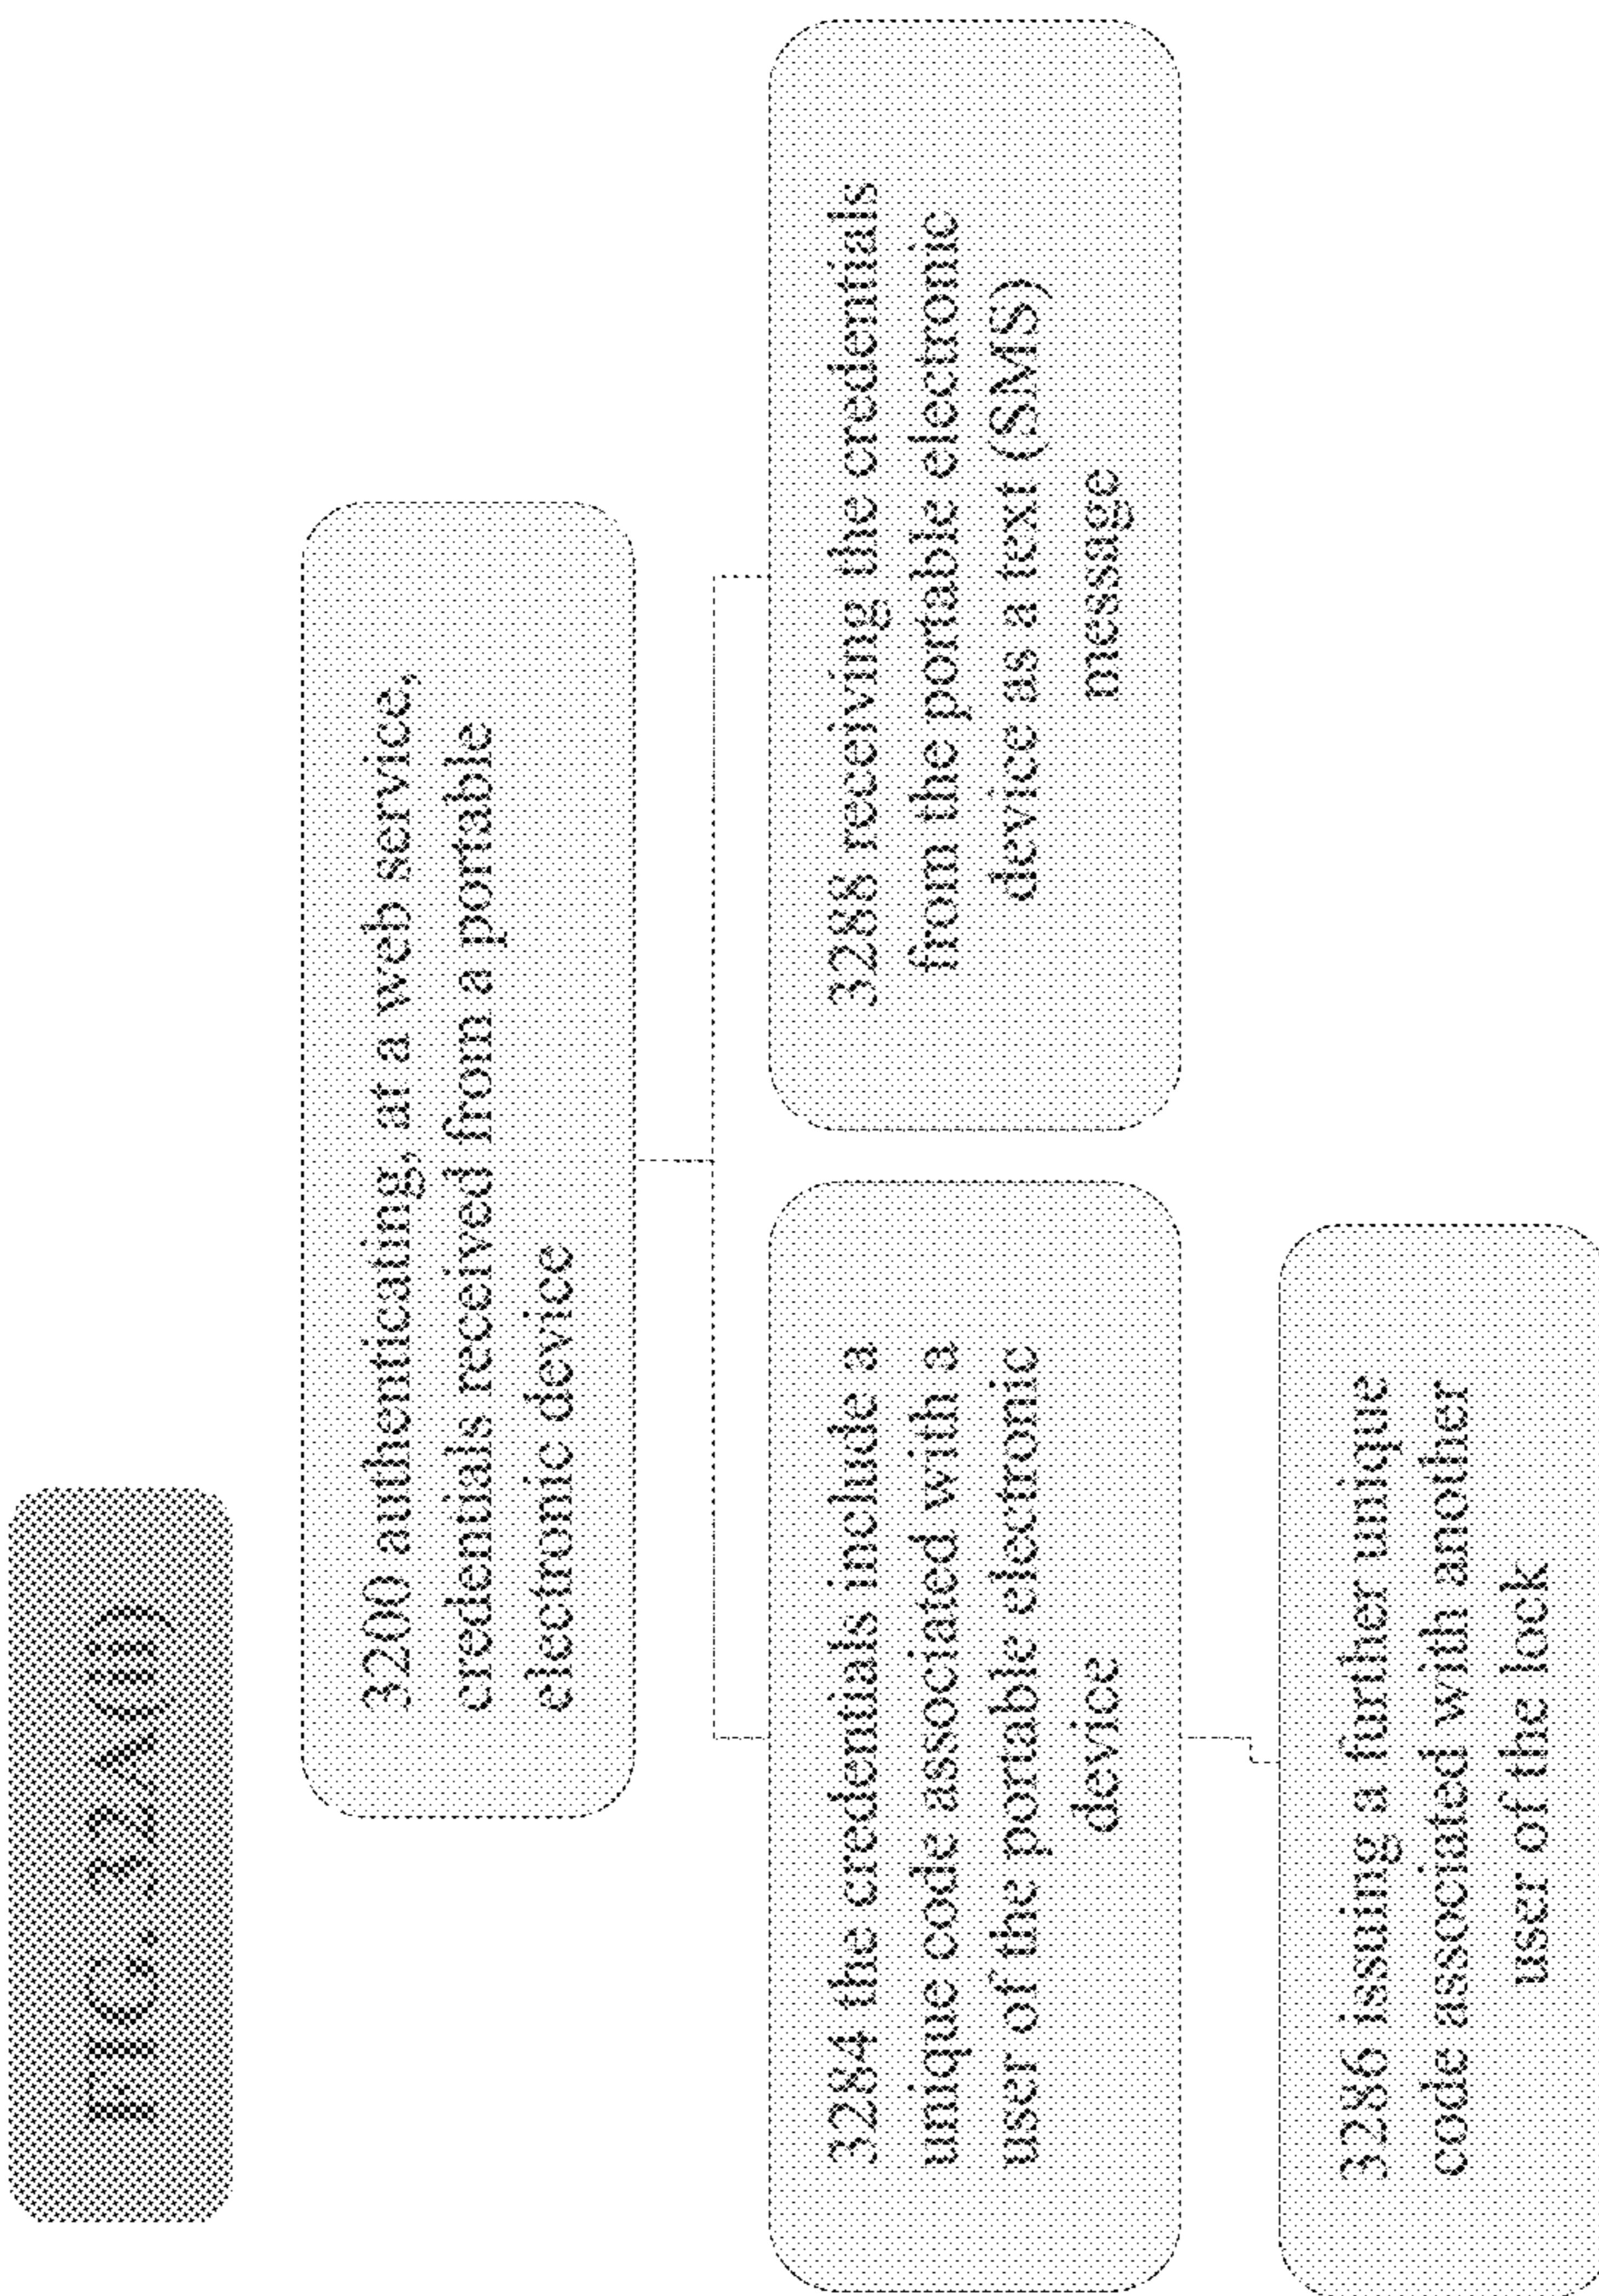 FIG.
3200 authenticating, at a web service,
credentials received from a portable
electronic device
3284 the credentials include a
unique code associated with a
user of the portable electronic
device
3288 receiving the credentials
from the portable electronic
device as a text (SMS)
message
3286 issuing a further unique
code associated with another
user of the lock